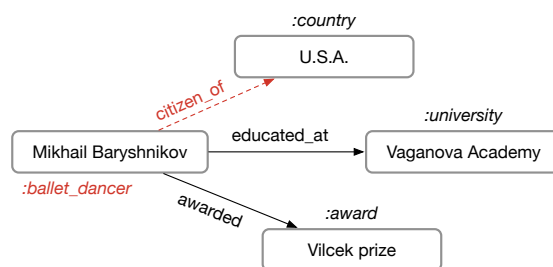 :country
U.S.A.
citizen_of
:university
educated_at
Mikhail Baryshnikov
Vaganova Academy
:ballet_dancer
awarded
:award
Vilcek prize